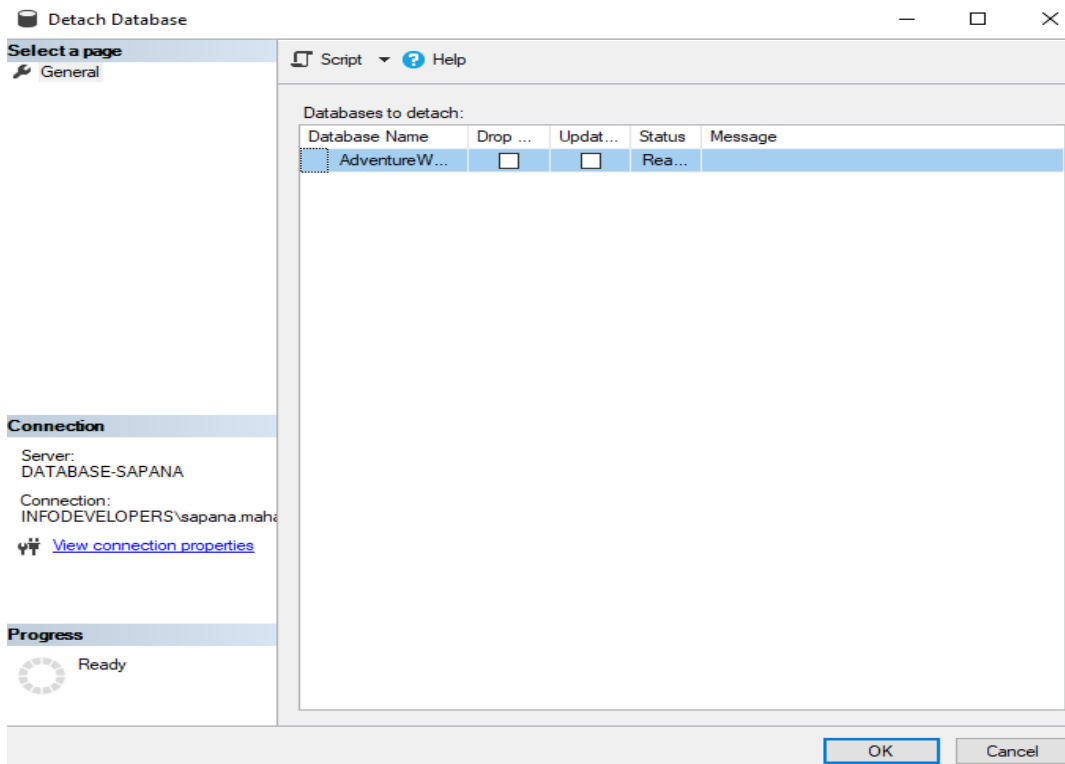 Detach Database
Select a page
General
Script Help
Databases to detach:
Database Name Drop ... Updat... Status Message
AdventureW... Rea...
Connection
Server:
DATABASE-SAPANA
Connection:
INFODEVELOPERS\sapana.maha
View connection properties
Progress
Ready
OK Cancel